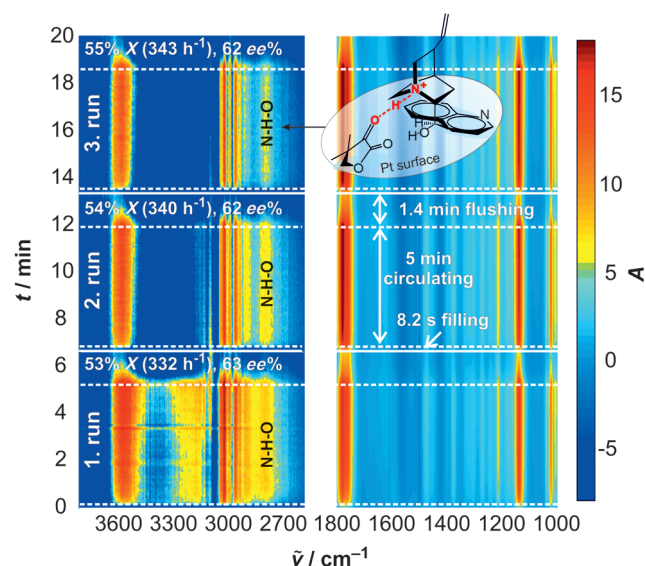 20
18
16
14
12
10
8
6
4
2
0
t / min
55% X (343 h⁻¹), 62 ee%
3. run
N-H-O
54% X (340 h⁻¹), 62 ee%
2. run
N-H-O
53% X (332 h⁻¹), 63 ee%
1. run
N-H-O
3600 3300 3000 2700
N+
H
O
O
O
N
H
HO
Pt surface
1.4 min flushing
5 min
circulating
8.2 s filling
1800 1600 1400 1200 1000
ṽ / cm⁻¹
15
10
5
0
-5
A